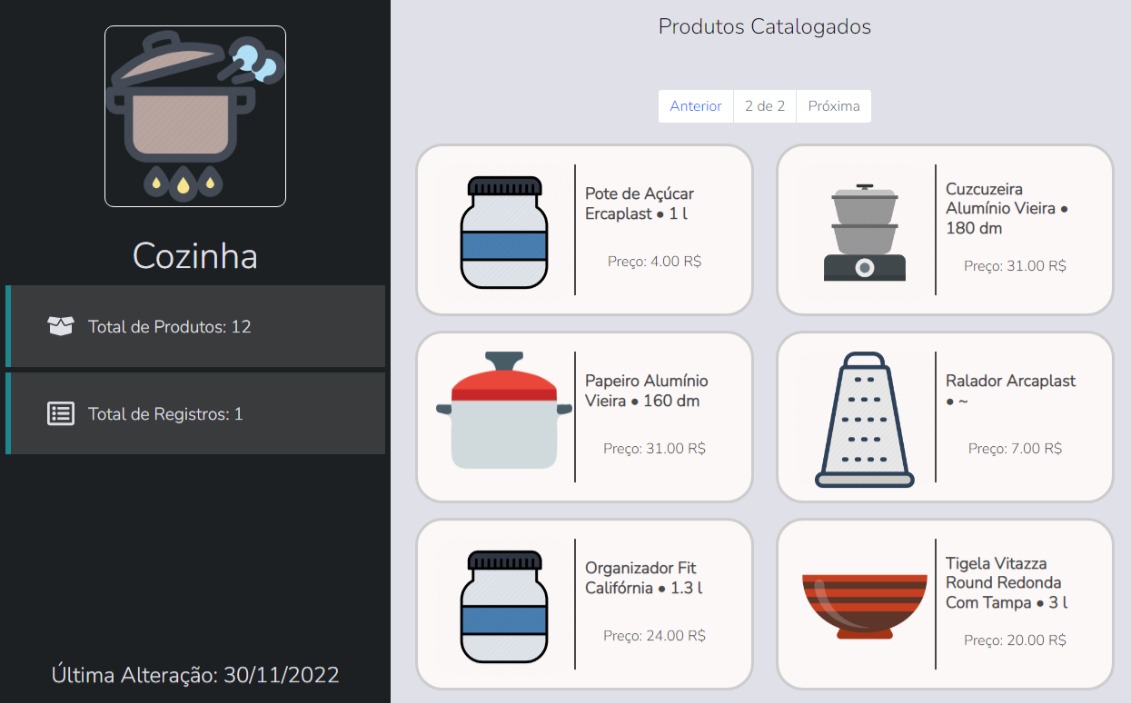 Cozinha
Total de Produtos: 12
Total de Registros: 1
Última Alteração: 30/11/2022
Produtos Catalogados
Anterior 2 de 2 Próxima
Pote de Açúcar
Ercaplast • 1 l
Preço: 4.00 R$
Cuzcuzeira
Alumínio Vieira •
180 dm
Preço: 31.00 R$
Papeiro Alumínio
Vieira • 160 dm
Preço: 31.00 R$
Ralador Arcaplast
• ~
Preço: 7.00 R$
Organizador Fit
Califórnia • 1.3 l
Preço: 24.00 R$
Tigela Vitazza
Round Redonda
Com Tampa • 3 l
Preço: 20.00 R$